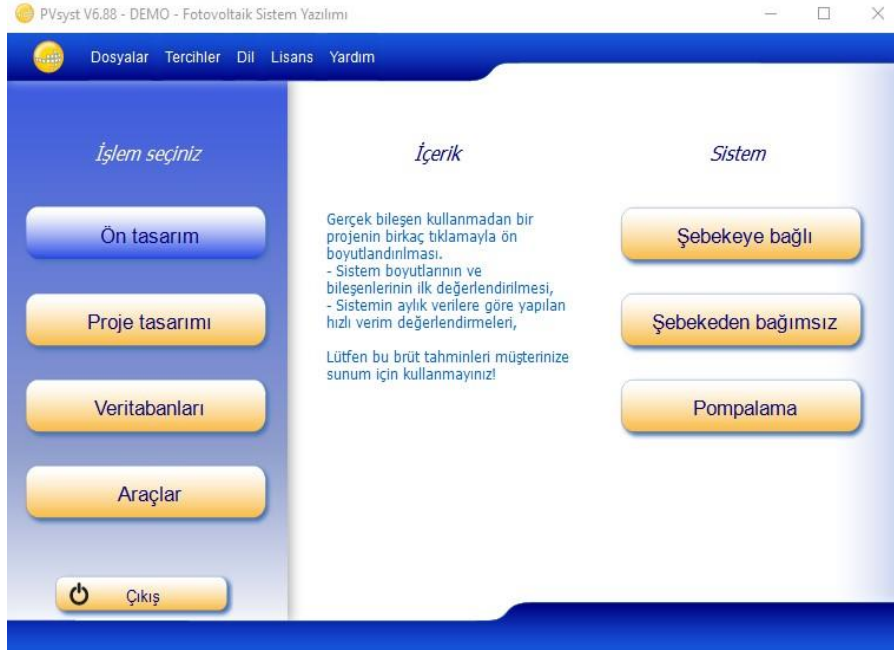 PVsyst V6.88 - DEMO - Fotovoltaik Sistem Yazılımı
Dosyalar Tercihler Dil Lisans Yardım
İşlem seçiniz
Ön tasarım
Proje tasarımı
Veritabanları
Araçlar
Çıkış
İçerik
Gerçek bileşen kullanmadan bir
projenin birkaç tıklamayla ön
boyutlandırılması.
- Sistem boyutlarının ve
bileşenlerinin ilk değerlendirilmesi,
- Sistemin aylık verilere göre yapılan
hızlı verim değerlendirmeleri,
Lütfen bu brüt tahminleri müşterinize
sunum için kullanmayınız!
Sistem
Şebekeye bağlı
Şebekeden bağımsız
Pompalama